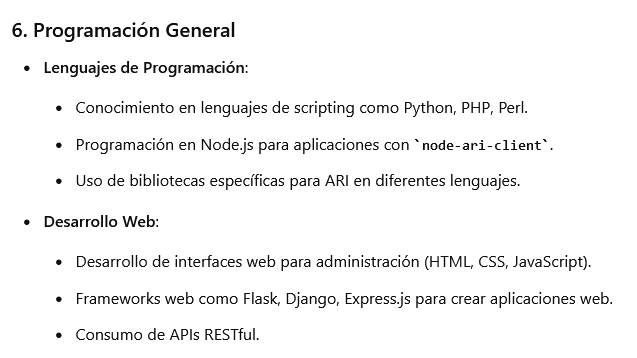 6. Programación General
• Lenguajes de Programación:
• Conocimiento en lenguajes de scripting como Python, PHP, Perl.
• Programación en Node.js para aplicaciones con `node-ari-client`.
• Uso de bibliotecas específicas para ARI en diferentes lenguajes.
• Desarrollo Web:
• Desarrollo de interfaces web para administración (HTML, CSS, JavaScript).
• Frameworks web como Flask, Django, Express.js para crear aplicaciones web.
• Consumo de APIs RESTful.